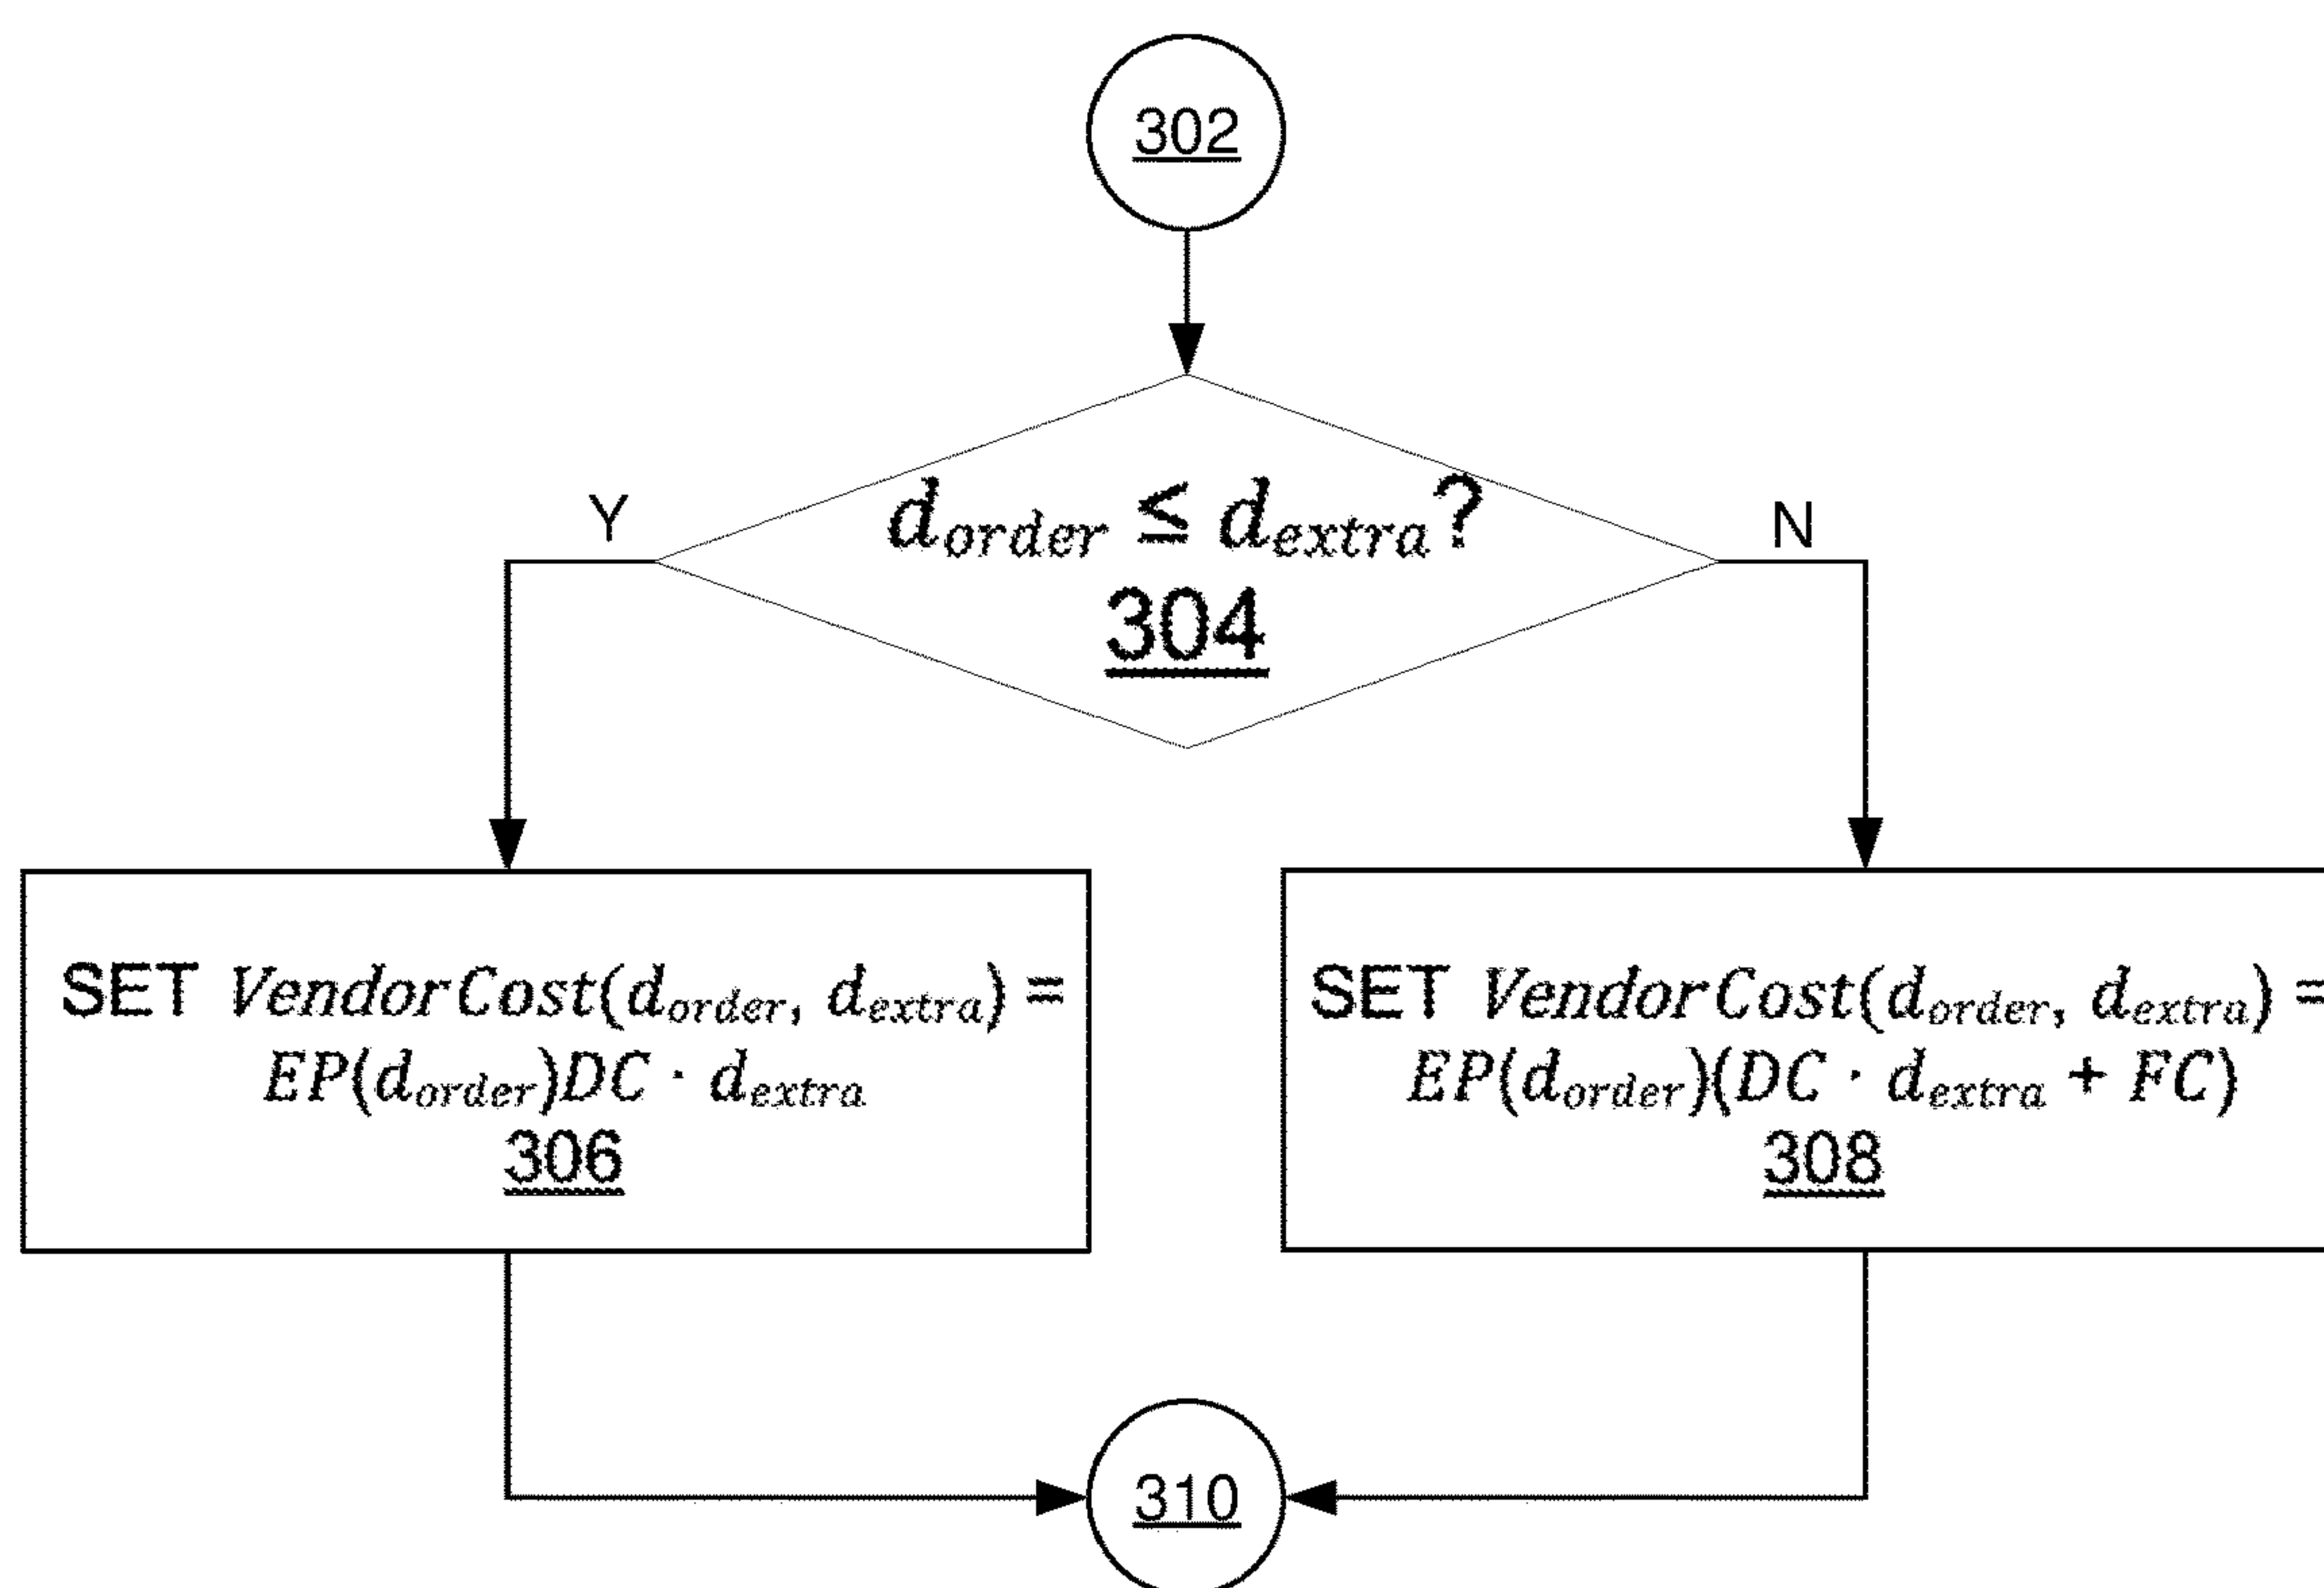 302
d_order ≤ d_extra?
304
Y
N
SET VendorCost(d_order, d_extra) =
EP(d_order)DC · d_extra
306
SET VendorCost(d_order, d_extra) =
EP(d_order)(DC · d_extra + FC)
308
310